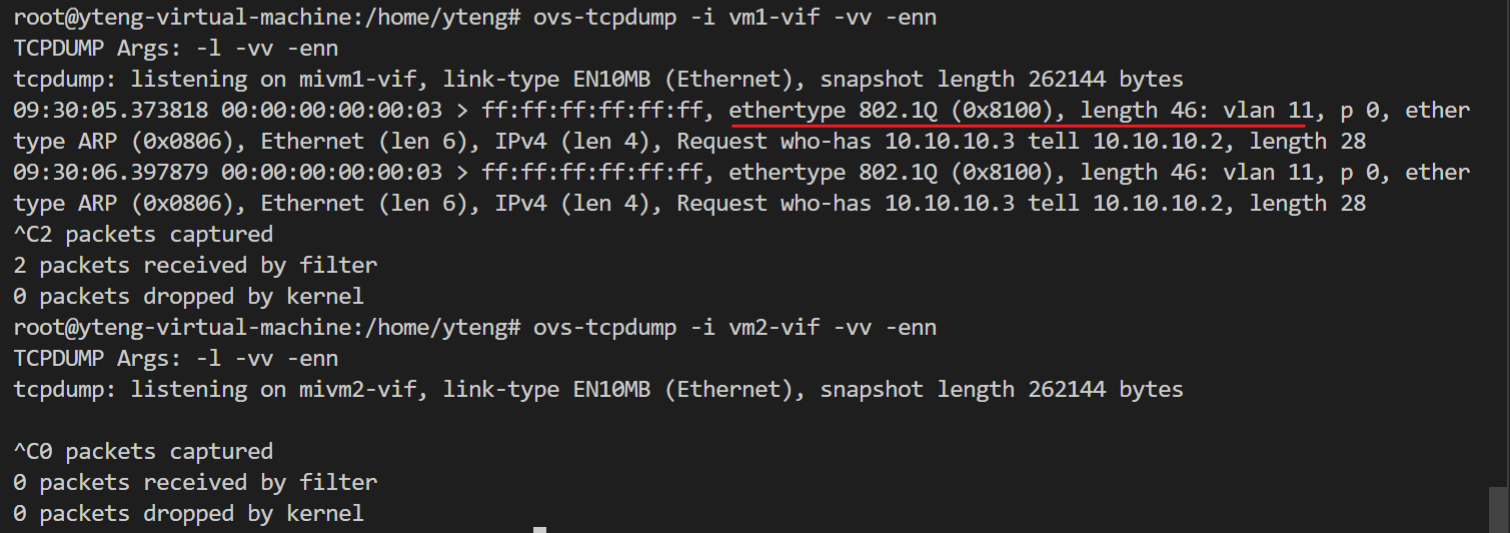 root@yteng-virtual-machine:/home/yteng# ovs-tcpdump -i vm1-vif -vv -enn
TCPDUMP Args: -l -vv -enn
tcpdump: listening on mivm1-vif, link-type EN10MB (Ethernet), snapshot length 262144 bytes
09:30:05.373818 00:00:00:00:00:03 > ff:ff:ff:ff:ff:ff, ethertype 802.1Q (0x8100), length 46: vlan 11, p 0, ether
type ARP (0x0806), Ethernet (len 6), IPv4 (len 4), Request who-has 10.10.10.3 tell 10.10.10.2, length 28
09:30:06.397879 00:00:00:00:00:03 > ff:ff:ff:ff:ff:ff, ethertype 802.1Q (0x8100), length 46: vlan 11, p 0, ether
type ARP (0x0806), Ethernet (len 6), IPv4 (len 4), Request who-has 10.10.10.3 tell 10.10.10.2, length 28
^C2 packets captured
2 packets received by filter
0 packets dropped by kernel
root@yteng-virtual-machine:/home/yteng# ovs-tcpdump -i vm2-vif -vv -enn
TCPDUMP Args: -l -vv -enn
tcpdump: listening on mivm2-vif, link-type EN10MB (Ethernet), snapshot length 262144 bytes
^C0 packets captured
0 packets received by filter
0 packets dropped by kernel